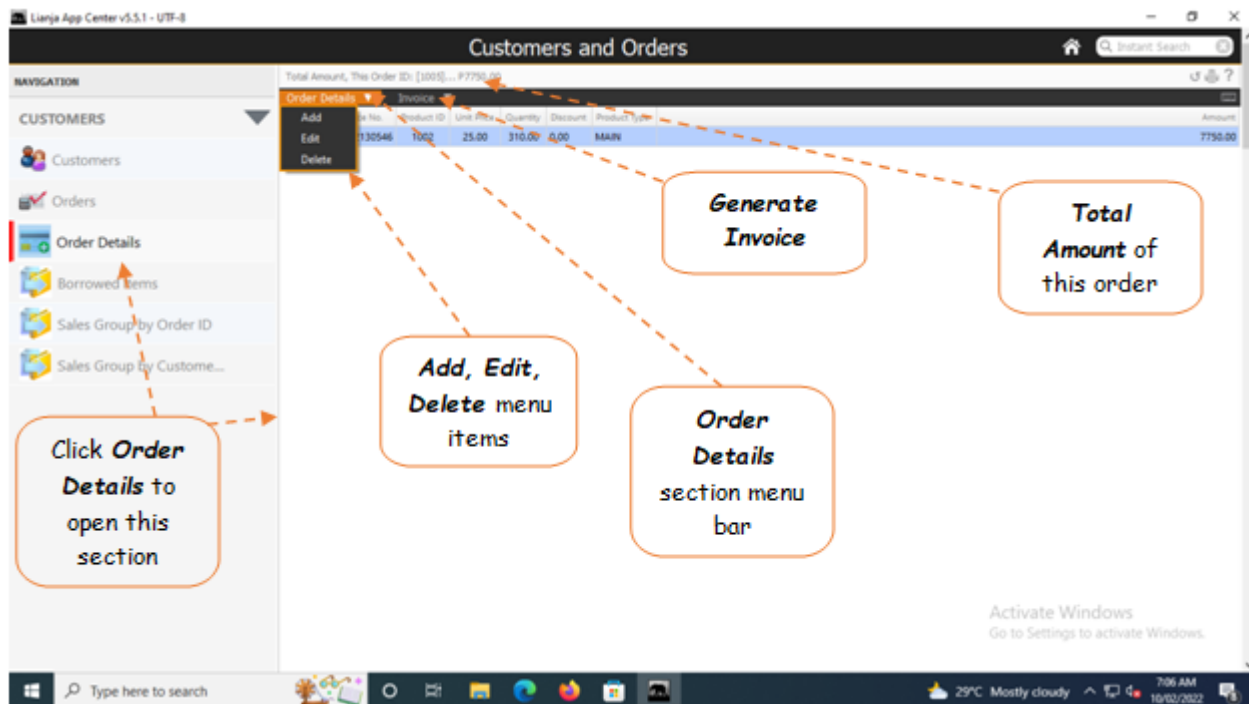 Lianja App Center v5.5.1 - UTF-8
Customers and Orders
Instant Search
NAVIGATION
Total Amount, This Order ID: [1005]... P7750.00
?
Order Details
Invoice
CUSTOMERS
No. Product ID Unit Price Quantity Discount Product Type Amount
130546 1002 25.00 310.00 0.00 MAIN 7750.00
Add
Edit
Delete
Customers
Orders
Order Details
Borrowed Items
Sales Group by Order ID
Sales Group by Custome...
Generate
Invoice
Total
Amount of
this order
Add, Edit,
Delete menu
items
Order
Details
section menu
bar
Click Order
Details to
open this
section
Activate Windows
Go to Settings to activate Windows.
Type here to search
29°C Mostly cloudy
7:06 AM
10/02/2022